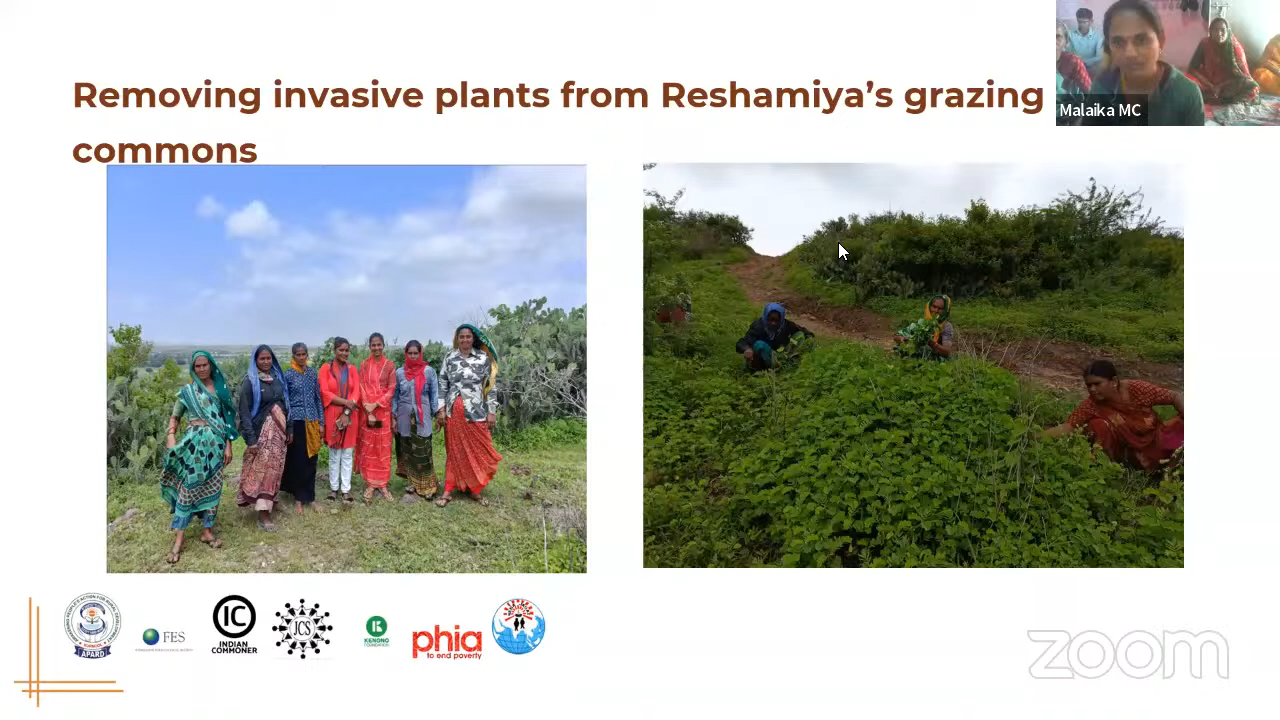 Removing invasive plants from Reshamiya’s grazing
commons
Malaika MC
APARD
FES
IC
INDIAN
COMMONER
JCS
KENONO
FOUNDATION
phia
to end poverty
zoom